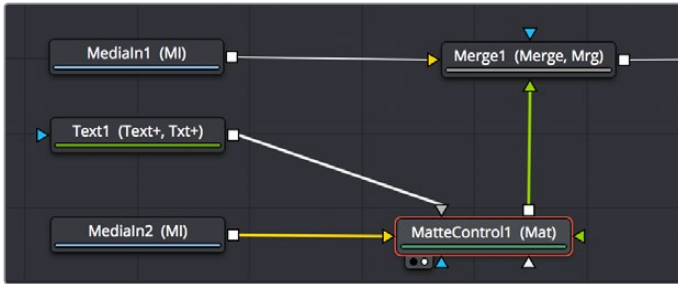 MediaIn1 (MI)
Merge1 (Merge, Mrg)
Text1 (Text+, Txt+)
MediaIn2 (MI)
MatteControl1 (Mat)